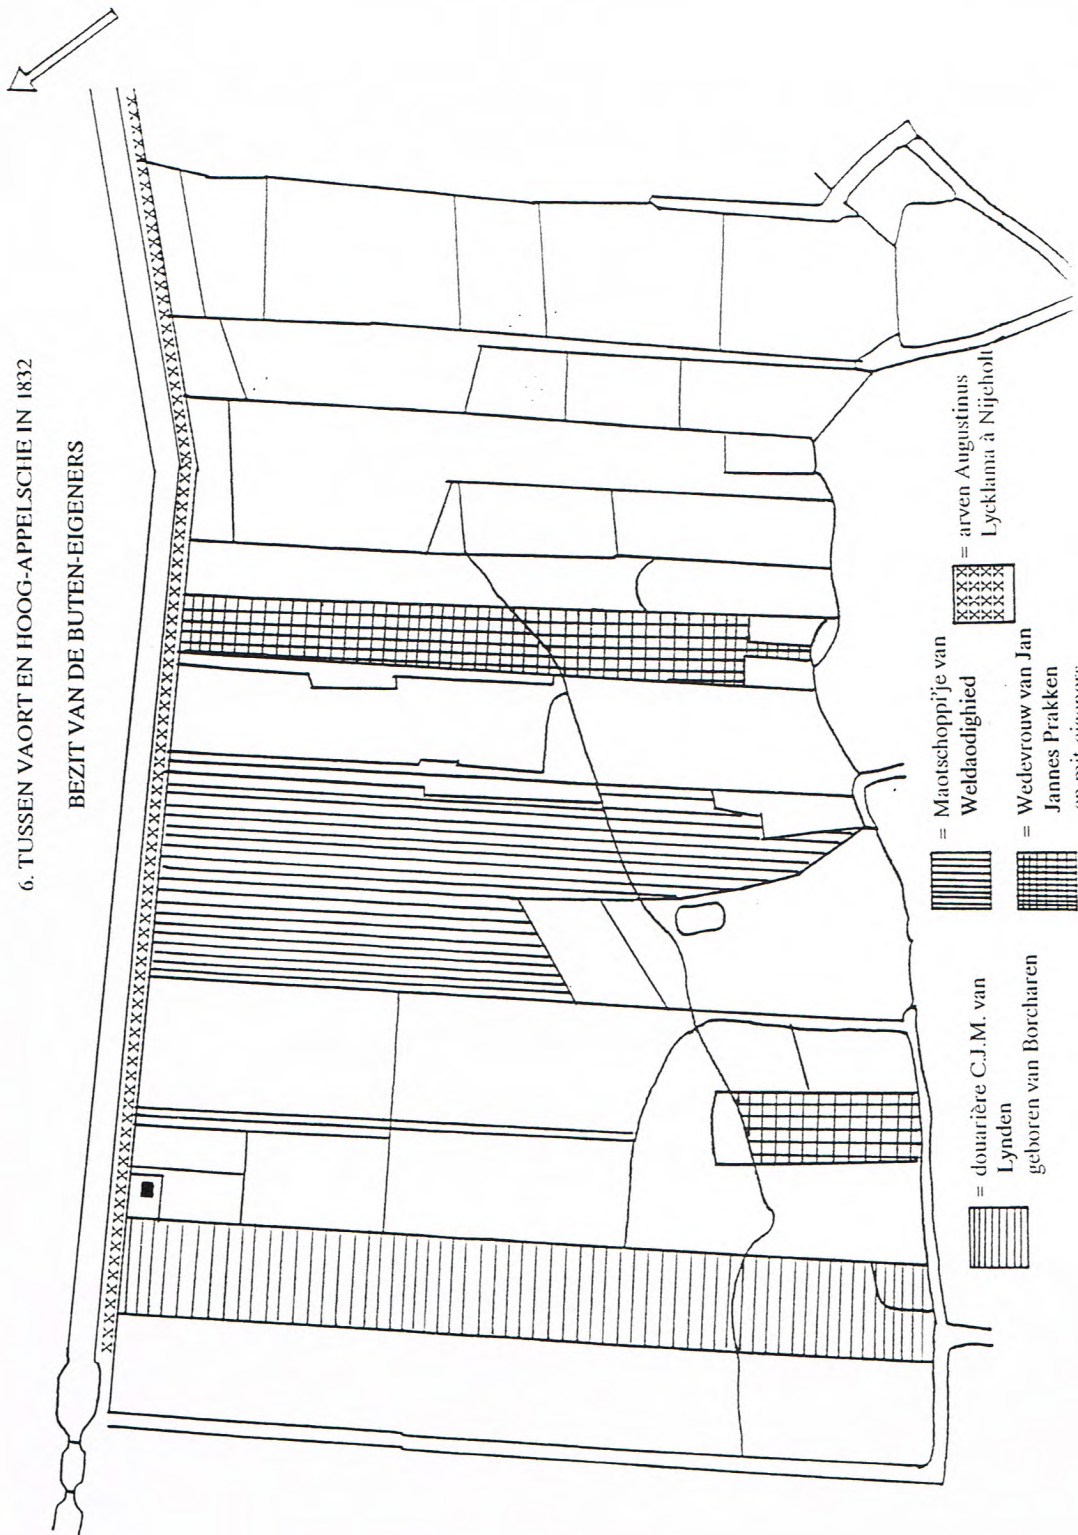 6. TUSSEN VAORT EN HOOG-APPELSCHE IN 1832
BEZIT VAN DE BUTEN-EIGENERS
= douarière C.J.M. van
Lynden
geboren van Borcharen
= Maotschoppi'je van
Weldaodighied
= Wedevrouw van Jan
Jannes Prakken
= arven Augustinus
Lycklama à Nijeholt